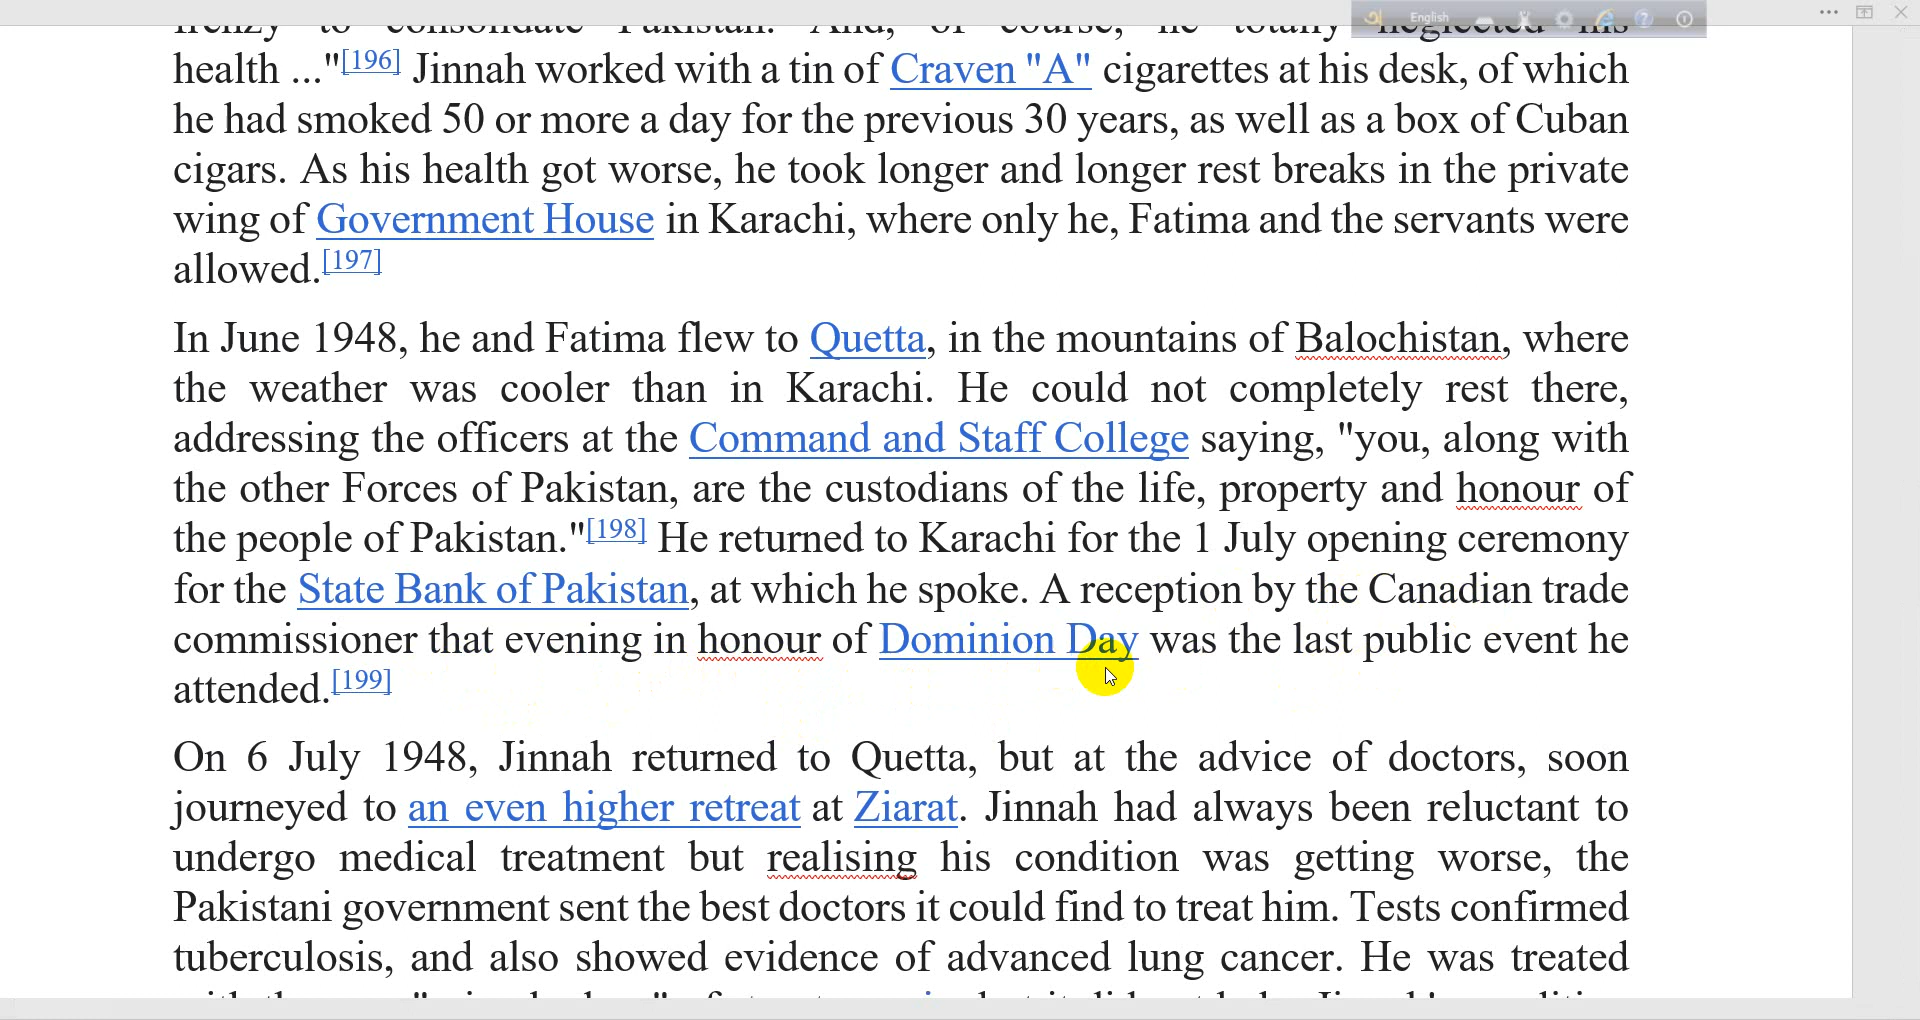 English
frenzy to consolidate Pakistan. And, of course, he totally neglected his
health ..."[196] Jinnah worked with a tin of Craven "A" cigarettes at his desk, of which
he had smoked 50 or more a day for the previous 30 years, as well as a box of Cuban
cigars. As his health got worse, he took longer and longer rest breaks in the private
wing of Government House in Karachi, where only he, Fatima and the servants were
allowed.[197]
In June 1948, he and Fatima flew to Quetta, in the mountains of Balochistan, where
the weather was cooler than in Karachi. He could not completely rest there,
addressing the officers at the Command and Staff College saying, "you, along with
the other Forces of Pakistan, are the custodians of the life, property and honour of
the people of Pakistan."[198] He returned to Karachi for the 1 July opening ceremony
for the State Bank of Pakistan, at which he spoke. A reception by the Canadian trade
commissioner that evening in honour of Dominion Day was the last public event he
attended.[199]
On 6 July 1948, Jinnah returned to Quetta, but at the advice of doctors, soon
journeyed to an even higher retreat at Ziarat. Jinnah had always been reluctant to
undergo medical treatment but realising his condition was getting worse, the
Pakistani government sent the best doctors it could find to treat him. Tests confirmed
tuberculosis, and also showed evidence of advanced lung cancer. He was treated